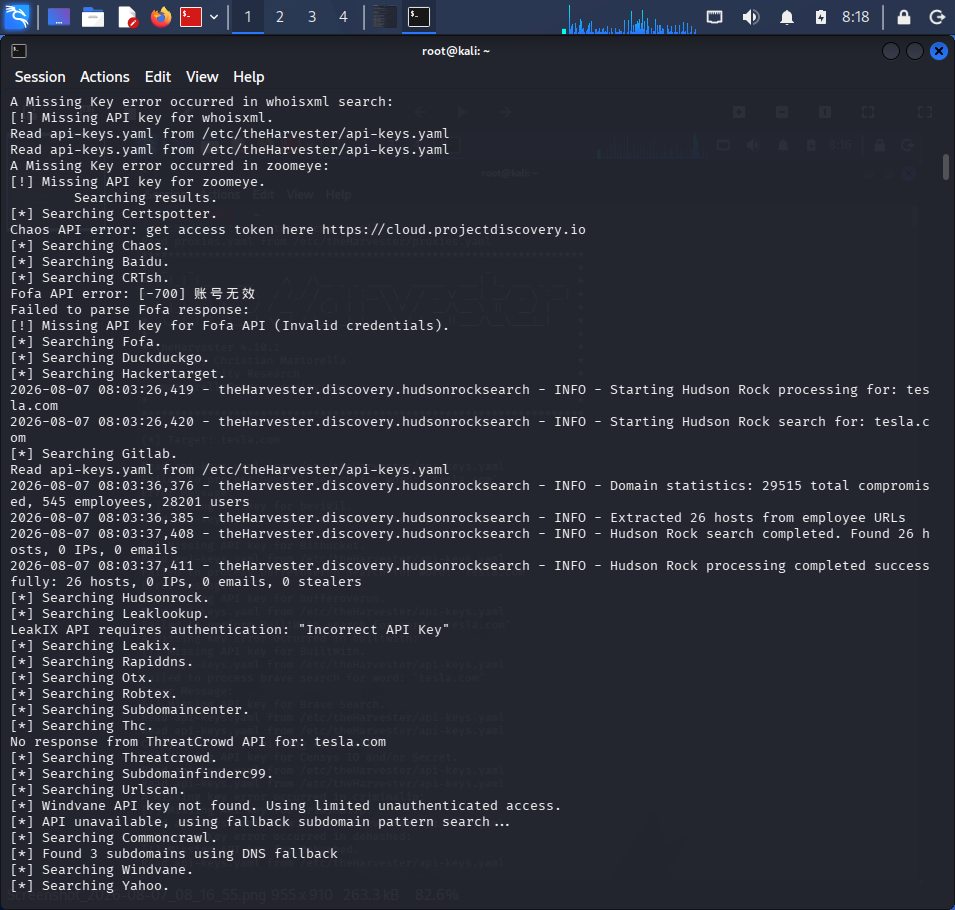 1 2 3 4 8:18
root@kali: ~
Session Actions Edit View Help
A Missing Key error occurred in whoisxml search:
[!] Missing API key for whoisxml.
Read api-keys.yaml from /etc/theHarvester/api-keys.yaml
Read api-keys.yaml from /etc/theHarvester/api-keys.yaml
A Missing Key error occurred in zoomeye:
[!] Missing API key for zoomeye.
        Searching results.
[*] Searching Certspotter.
Chaos API error: get access token here https://cloud.projectdiscovery.io
[*] Searching Chaos.
[*] Searching Baidu.
[*] Searching CRTsh.
Fofa API error: [-700] 账号无效
Failed to parse Fofa response:
[!] Missing API key for Fofa API (Invalid credentials).
[*] Searching Fofa.
[*] Searching Duckduckgo.
[*] Searching Hackertarget.
2026-08-07 08:03:26,419 - theHarvester.discovery.hudsonrocksearch - INFO - Starting Hudson Rock processing for: tes
la.com
2026-08-07 08:03:26,420 - theHarvester.discovery.hudsonrocksearch - INFO - Starting Hudson Rock search for: tesla.c
om
[*] Searching Gitlab.
Read api-keys.yaml from /etc/theHarvester/api-keys.yaml
2026-08-07 08:03:36,376 - theHarvester.discovery.hudsonrocksearch - INFO - Domain statistics: 29515 total compromis
ed, 545 employees, 28201 users
2026-08-07 08:03:36,385 - theHarvester.discovery.hudsonrocksearch - INFO - Extracted 26 hosts from employee URLs
2026-08-07 08:03:37,408 - theHarvester.discovery.hudsonrocksearch - INFO - Hudson Rock search completed. Found 26 h
osts, 0 IPs, 0 emails
2026-08-07 08:03:37,411 - theHarvester.discovery.hudsonrocksearch - INFO - Hudson Rock processing completed success
fully: 26 hosts, 0 IPs, 0 emails, 0 stealers
[*] Searching Hudsonrock.
[*] Searching Leaklookup.
LeakIX API requires authentication: "Incorrect API Key"
[*] Searching Leakix.
[*] Searching Rapiddns.
[*] Searching Otx.
[*] Searching Robtex.
[*] Searching Subdomaincenter.
[*] Searching Thc.
No response from ThreatCrowd API for: tesla.com
[*] Searching Threatcrowd.
[*] Searching Subdomainfinderc99.
[*] Searching Urlscan.
[*] Windvane API key not found. Using limited unauthenticated access.
[*] API unavailable, using fallback subdomain pattern search...
[*] Searching Commoncrawl.
[*] Found 3 subdomains using DNS fallback
[*] Searching Windvane.
[*] Searching Yahoo.